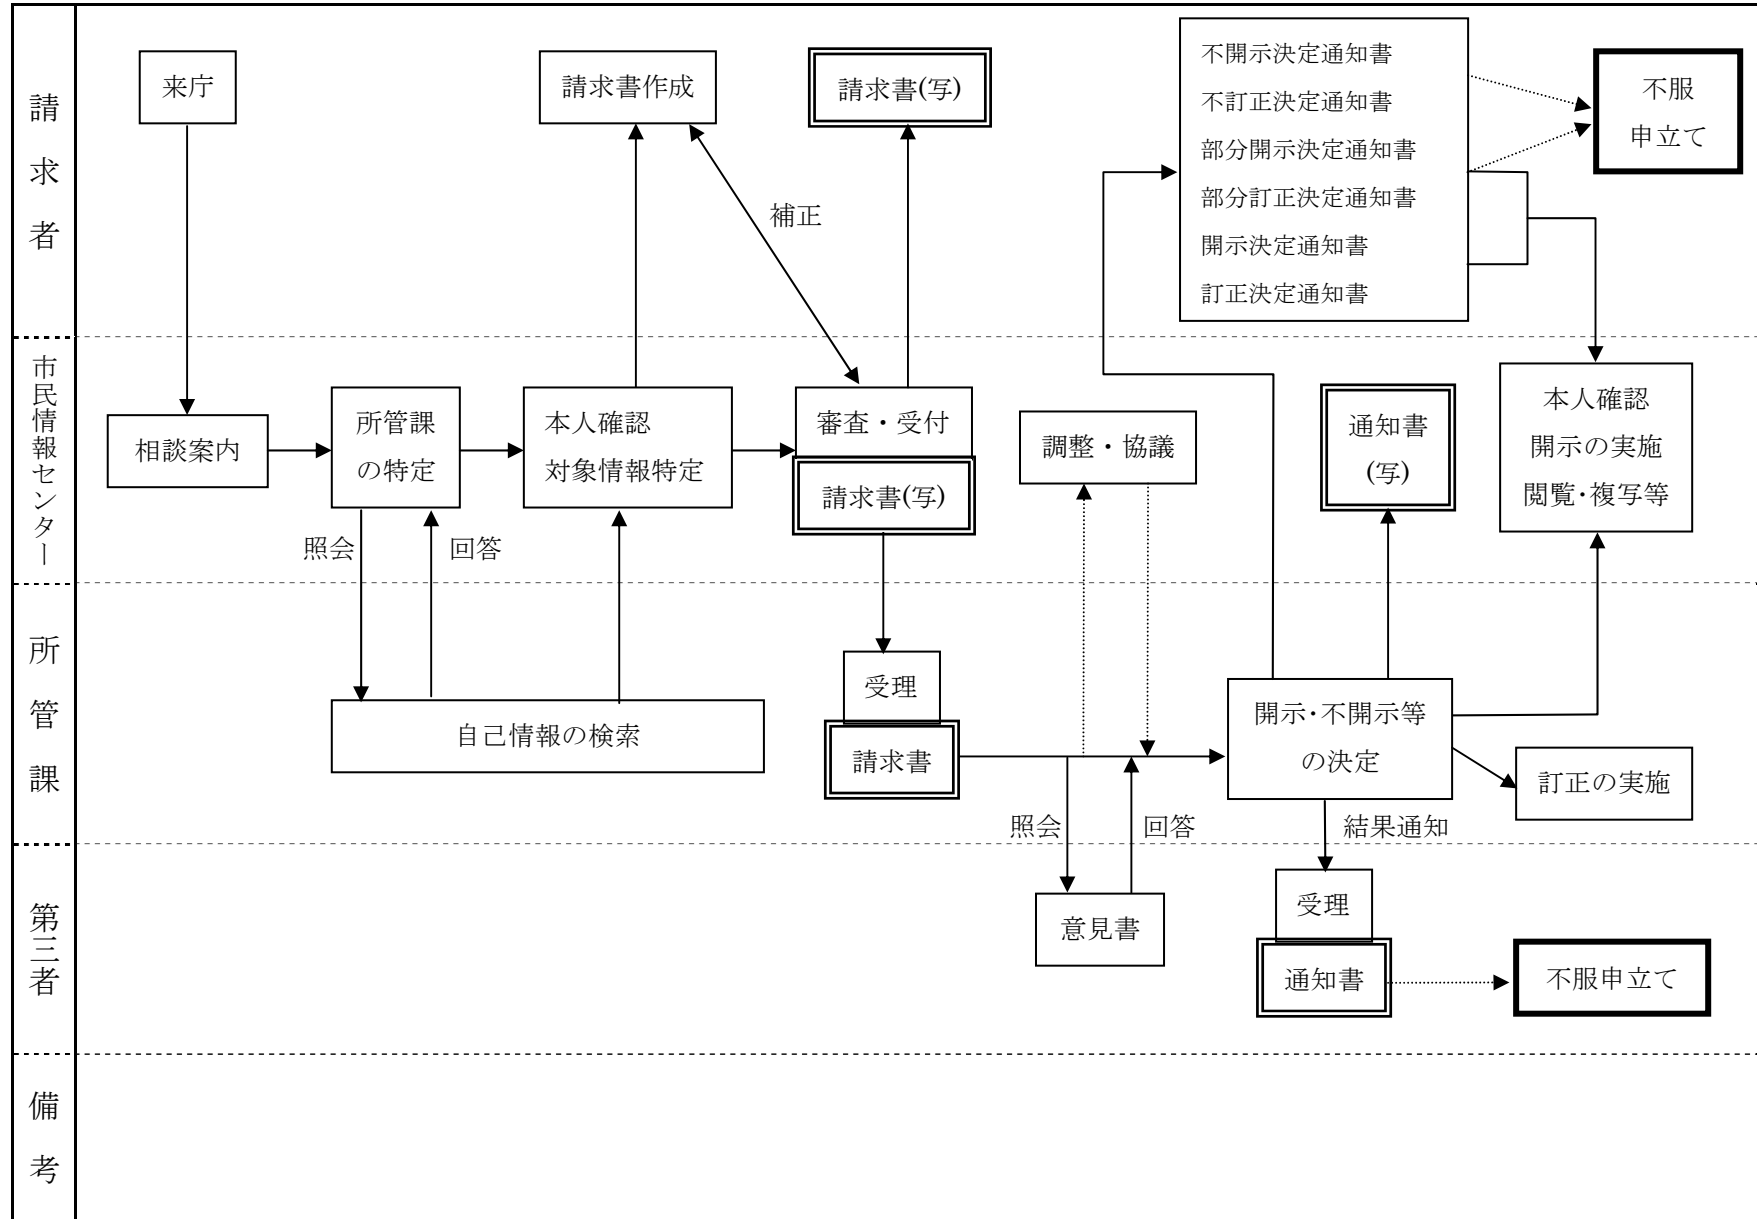 請求者
来庁
請求書作成
請求書(写)
補正
不開示決定通知書
不訂正決定通知書
部分開示決定通知書
部分訂正決定通知書
開示決定通知書
訂正決定通知書
不服
申立て
市民情報センター
相談案内
所管課
の特定
本人確認
対象情報特定
審査・受付
請求書(写)
調整・協議
通知書
(写)
本人確認
開示の実施
閲覧・複写等
照会
回答
所管課
自己情報の検索
受理
請求書
開示・不開示等
の決定
訂正の実施
照会
回答
結果通知
第三者
意見書
受理
通知書
不服申立て
備考